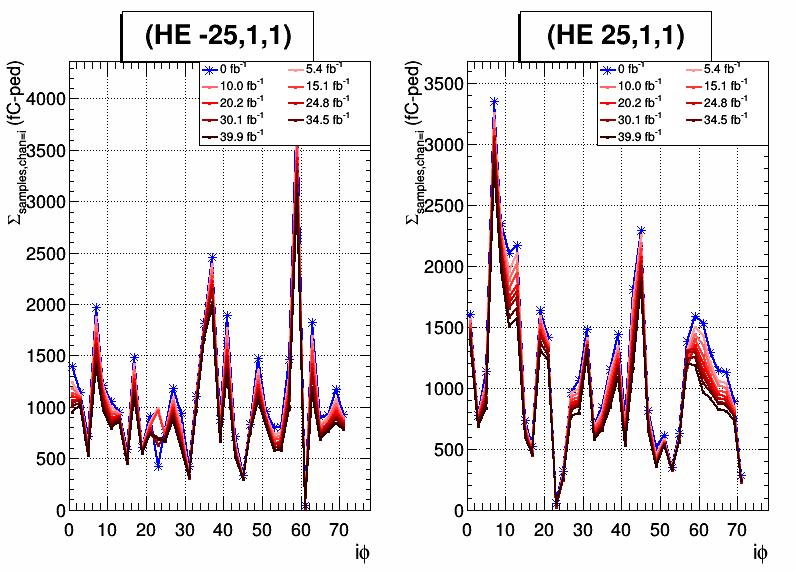 (HE -25,1,1)
Σsamples,chan=i (fC-ped)
0 fb⁻¹ 5.4 fb⁻¹
10.0 fb⁻¹ 15.1 fb⁻¹
20.2 fb⁻¹ 24.8 fb⁻¹
30.1 fb⁻¹ 34.5 fb⁻¹
39.9 fb⁻¹
4000
3500
3000
2500
2000
1500
1000
500
0
0 10 20 30 40 50 60 70
iϕ
(HE 25,1,1)
Σsamples,chan=i (fC-ped)
0 fb⁻¹ 5.4 fb⁻¹
10.0 fb⁻¹ 15.1 fb⁻¹
20.2 fb⁻¹ 24.8 fb⁻¹
30.1 fb⁻¹ 34.5 fb⁻¹
39.9 fb⁻¹
3500
3000
2500
2000
1500
1000
500
0
0 10 20 30 40 50 60 70
iϕ